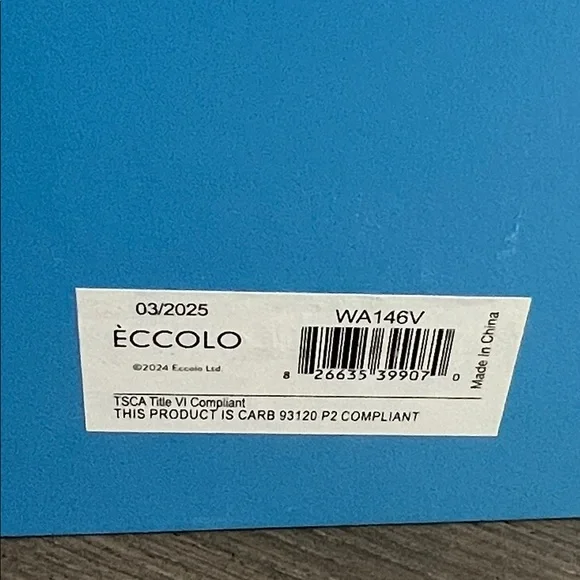 03/2025
ÈCCOLO
©2024 Eccolo Ltd.
WA146V
8 26635 39907 0
Made In China
TSCA Title VI Compliant
THIS PRODUCT IS CARB 93120 P2 COMPLIANT